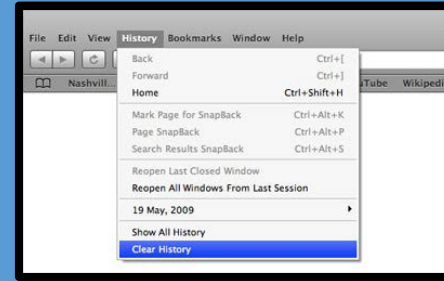 File Edit View History Bookmarks Window Help
Back Ctrl+[
Forward Ctrl+]
Home Ctrl+Shift+H
Nashvill... uTube Wikipedi
Mark Page for SnapBack Ctrl+Alt+K
Page SnapBack Ctrl+Alt+P
Search Results SnapBack Ctrl+Alt+S
Reopen Last Closed Window
Reopen All Windows From Last Session
19 May, 2009
Show All History
Clear History